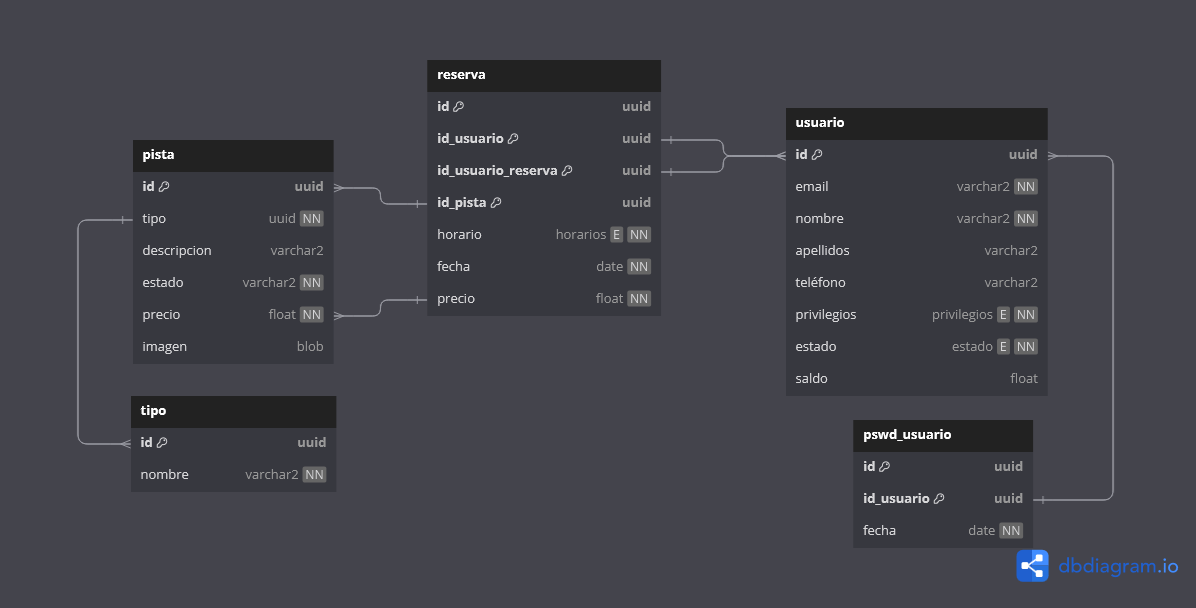 reserva
id uuid
id_usuario uuid
id_usuario_reserva uuid
id_pista uuid
horario horarios E NN
fecha date NN
precio float NN
usuario
id uuid
email varchar2 NN
nombre varchar2 NN
apellidos varchar2
teléfono varchar2
privilegios privilegios E NN
estado estado E NN
saldo float
pista
id uuid
tipo uuid NN
descripcion varchar2
estado varchar2 NN
precio float NN
imagen blob
tipo
id uuid
nombre varchar2 NN
pswd_usuario
id uuid
id_usuario uuid
fecha date NN
dbdiagram.io